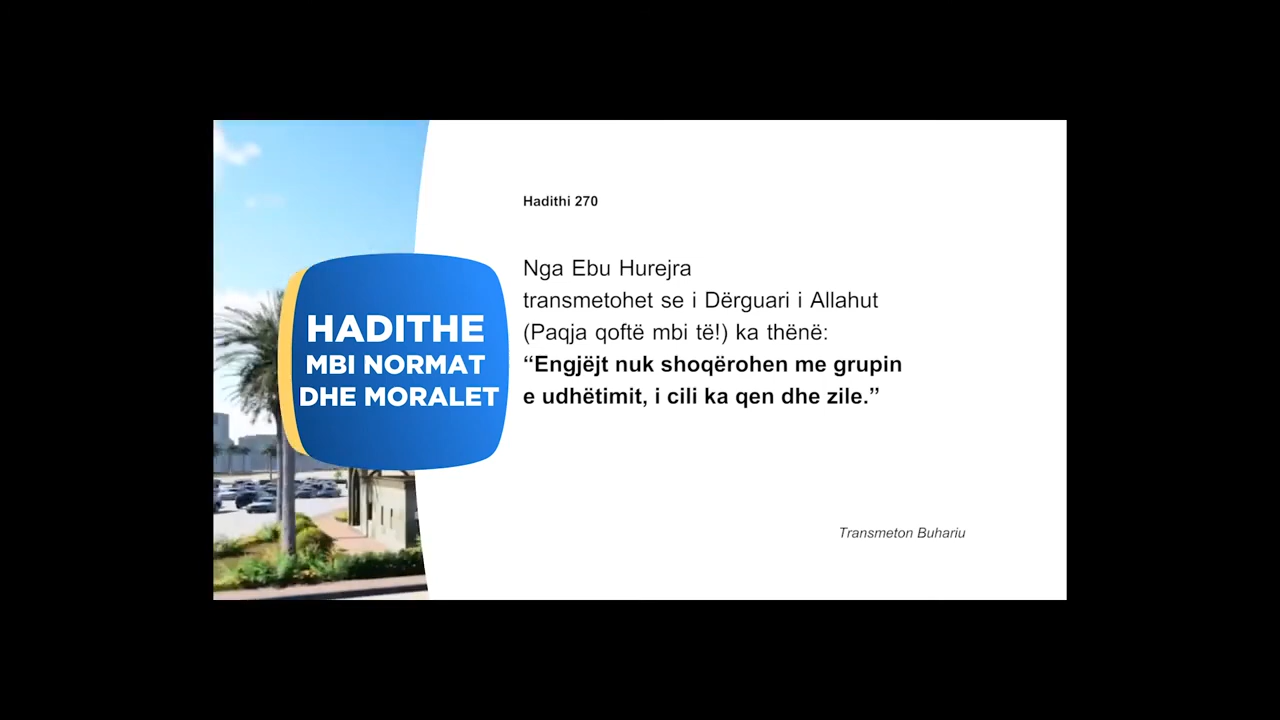 HADITHE
MBI NORMAT
DHE MORALET
Hadithi 270
Nga Ebu Hurejra
transmetohet se i Dërguari i Allahut
(Paqja qoftë mbi të!) ka thënë:
“Engjëjt nuk shoqërohen me grupin
e udhëtimit, i cili ka qen dhe zile.”
Transmeton Buhariu